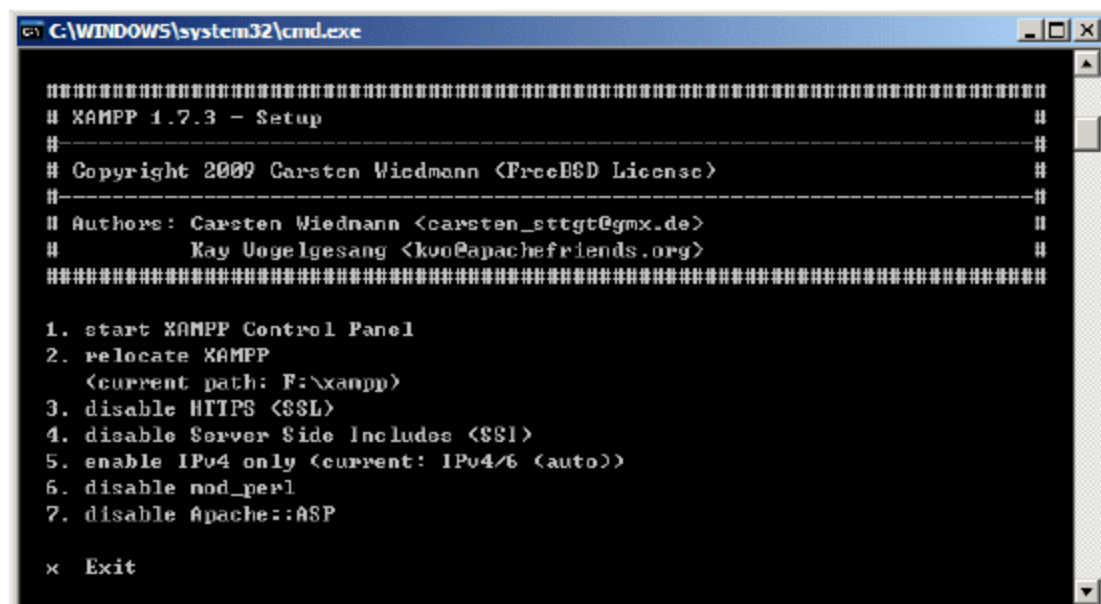 C:\WINDOWS\system32\cmd.exe
###########################################################################
# XAMPP 1.7.3 - Setup #
#-------------------------------------------------------------------------#
# Copyright 2009 Carsten Wiedmann (FreeBSD License) #
#-------------------------------------------------------------------------#
# Authors: Carsten Wiedmann <carsten_sttgt@gmx.de> #
# Kay Vogelgesang <kvo@apachefriends.org> #
###########################################################################
1. start XAMPP Control Panel
2. relocate XAMPP
(current path: F:\xampp)
3. disable HTTPS (SSL)
4. disable Server Side Includes (SSI)
5. enable IPv4 only (current: IPv4/6 (auto))
6. disable mod_perl
7. disable Apache::ASP
x Exit